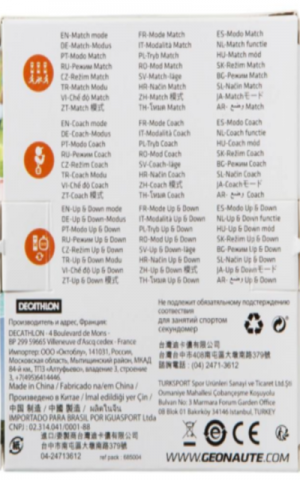 EN-Match mode FR-Mode Match ES-Modo Match
DE-Match-Modus IT-Modalità Match NL-Match functie
PT-Modo Match PL-Tryb Match HU-Match mód
RU-Режим Match RO-Mod Match SK-Režim Match
CZ-Režim Match SV-Match-läge BG-Режим Match
TR-Match Modu HR-Način Match SL-Način Match
VI-Chế độ Match ZH-Match 模式 JA-Matchモード
ZT-Match 模式 TH-โหมด Match AR- وضع Match
EN-Coach mode FR-Mode Coach ES-Modo Coach
DE-Coach-Modus IT-Modalità Coach NL-Coach functie
PT-Modo Coach PL-Tryb Coach HU-Coach mód
RU-Режим Coach RO-Mod Coach SK-Režim Coach
CZ-Režim Coach SV-Coach-läge BG-Режим Coach
TR-Coach Modu HR-Način Coach SL-Način Coach
VI-Chế độ Coach ZH-Coach 模式 JA-Coachモード
ZT-Coach 模式 TH-โหมด Coach AR- وضع Coach
EN-Up & Down mode FR-Mode Up & Down ES-Modo Up & Down
DE-Up & Down-Modus IT-Modalità Up & Down NL-Up & Down functie
PT-Modo Up & Down PL-Tryb Up & Down HU-Up & Down mód
RU-Режим Up & Down RO-Mod Up & Down SK-Režim Up & Down
CZ-Režim Up & Down SV-Up & Down-läge BG-Режим Up & Down
TR-Up & Down Modu HR-Način Up & Down SL-Način Up & Down
VI-Chế độ Up & Down ZH-Up & Down 模式 JA-Up & Downモード
ZT-Up & Down 模式 TH-โหมด Up & Down AR- وضع Up & Down
DECATHLON
Производитель и адрес, Франция:
DECATHLON - 4 Boulevard de Mons -
BP 299 59665 Villeneuve d'Ascq cedex - France
Импортер: ООО «Октоблу», 141031, Россия,
Московская область, Мытищинский район, МКАД
84-й км, ТПЗ «Алтуфьево», владение 3, строение
3, +7(495)6414446.
Made in China / Fabricado na/em China /
Произведено в Китае / İmal edildiği yer Çin /
中国 制造 / 中國 製造 / ผลิตในจีน
IMPORTADO PARA BRASIL POR IGUASPORT Ltda
CNPJ : 02.314.041/0001-88
進口/委製商台灣迪卡儂有限公司
台中市南屯區大墩南路379號
04-24713612 ref pack
Не подлежит обязательному подтверждению
соответствия
для занятий спортом
секундомер
台灣迪卡儂有限公司
台灣台中市408南屯區大墩南路379號
諮詢電話: (04) 2471-3612
TURKSPORT Spor Urunleri Sanayi ve Ticaret Ltd Şti
Osmaniye Mahallesi Çobançeşme Koşuyolu
Bulvarı No: 3 Marmara Forum Garden Office
0B Blok 01 Bakırköy 34146 Istanbul, TURKEY
WWW.GEONAUTE.COM